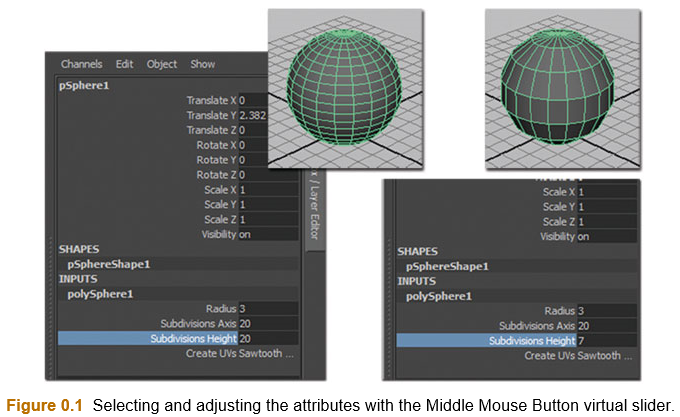 Channels Edit Object Show
pSphere1
Translate X 0
Translate Y 2.382
Translate Z 0
Rotate X 0
Rotate Y 0
Rotate Z 0
Scale X 1
Scale Y 1
Scale Z 1
Visibility on
SHAPES
pSphereShape1
INPUTS
polySphere1
Radius 3
Subdivisions Axis 20
Subdivisions Height 20
Create UVs Sawtooth ...
/ Layer Editor
Scale X 1
Scale Y 1
Scale Z 1
Visibility on
SHAPES
pSphereShape1
INPUTS
polySphere1
Radius 3
Subdivisions Axis 20
Subdivisions Height 7
Create UVs Sawtooth ...
Figure 0.1 Selecting and adjusting the attributes with the Middle Mouse Button virtual slider.